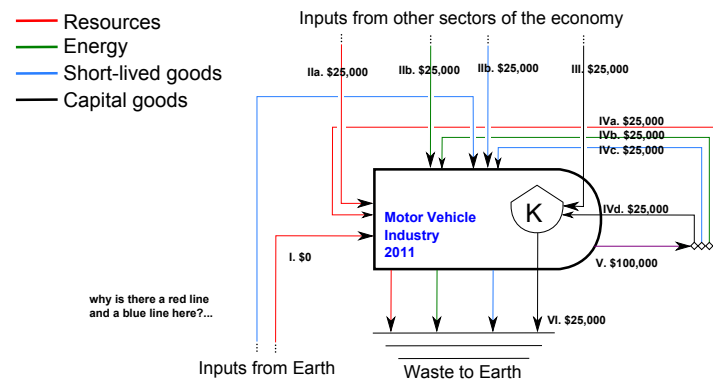 Inputs from other sectors of the economy
Resources
Energy
Short-lived goods
Capital goods
IIa. $25,000
IIb. $25,000
IIb. $25,000
III. $25,000
IVa. $25,000
IVb. $25,000
IVc. $25,000
Motor Vehicle
Industry
2011
K
IVd. $25,000
I. $0
V. $100,000
why is there a red line
and a blue line here?...
VI. $25,000
Inputs from Earth
Waste to Earth